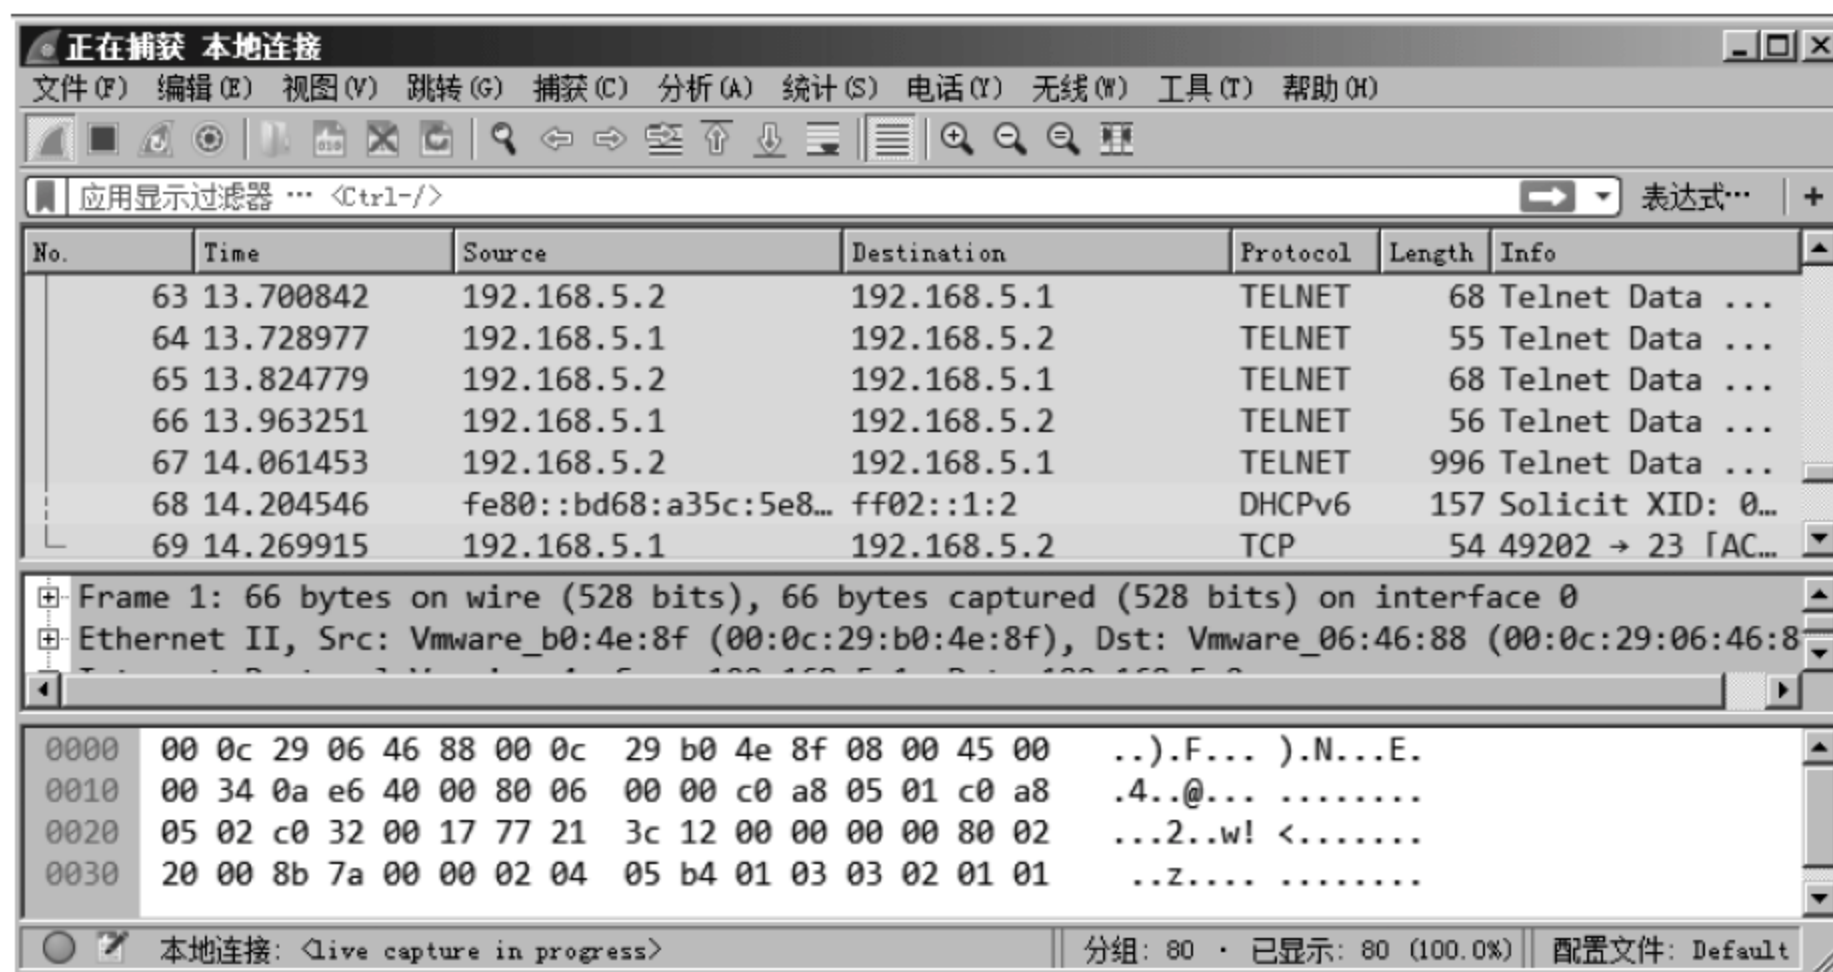 正在捕获 本地连接
文件(F) 编辑(E) 视图(V) 跳转(G) 捕获(C) 分析(A) 统计(S) 电话(Y) 无线(W) 工具(T) 帮助(H)
应用显示过滤器 … <Ctrl-/> 表达式… +
No. Time Source Destination Protocol Length Info
63 13.700842 192.168.5.2 192.168.5.1 TELNET 68 Telnet Data ...
64 13.728977 192.168.5.1 192.168.5.2 TELNET 55 Telnet Data ...
65 13.824779 192.168.5.2 192.168.5.1 TELNET 68 Telnet Data ...
66 13.963251 192.168.5.1 192.168.5.2 TELNET 56 Telnet Data ...
67 14.061453 192.168.5.2 192.168.5.1 TELNET 996 Telnet Data ...
68 14.204546 fe80::bd68:a35c:5e8… ff02::1:2 DHCPv6 157 Solicit XID: 0…
69 14.269915 192.168.5.1 192.168.5.2 TCP 54 49202 → 23 [AC…
Frame 1: 66 bytes on wire (528 bits), 66 bytes captured (528 bits) on interface 0
Ethernet II, Src: Vmware_b0:4e:8f (00:0c:29:b0:4e:8f), Dst: Vmware_06:46:88 (00:0c:29:06:46:8
0000 00 0c 29 06 46 88 00 0c 29 b0 4e 8f 08 00 45 00 ..).F... ).N...E.
0010 00 34 0a e6 40 00 80 06 00 00 c0 a8 05 01 c0 a8 .4..@... ........
0020 05 02 c0 32 00 17 77 21 3c 12 00 00 00 00 80 02 ...2..w! <.......
0030 20 00 8b 7a 00 00 02 04 05 b4 01 03 03 02 01 01 ..z.... ........
本地连接: <live capture in progress> 分组: 80 · 已显示: 80 (100.0%) 配置文件: Default